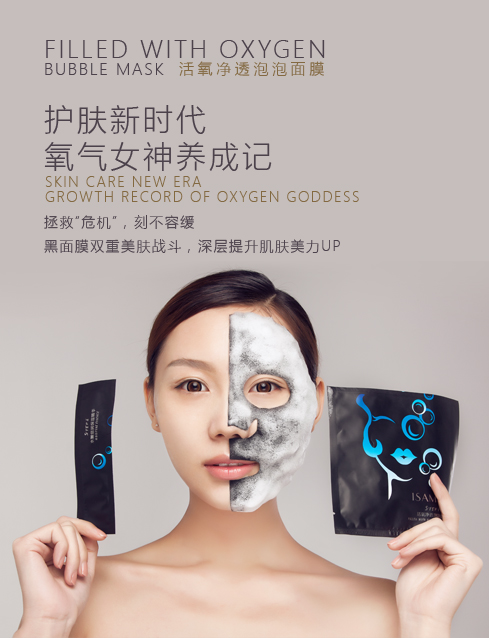 FILLED WITH OXYGEN
BUBBLE MASK 活氧净透泡泡面膜
护肤新时代
氧气女神养成记
SKIN CARE NEW ERA
GROWTH RECORD OF OXYGEN GODDESS
拯救“危机”，刻不容缓
黑面膜双重美肤战斗，深层提升肌肤美力UP